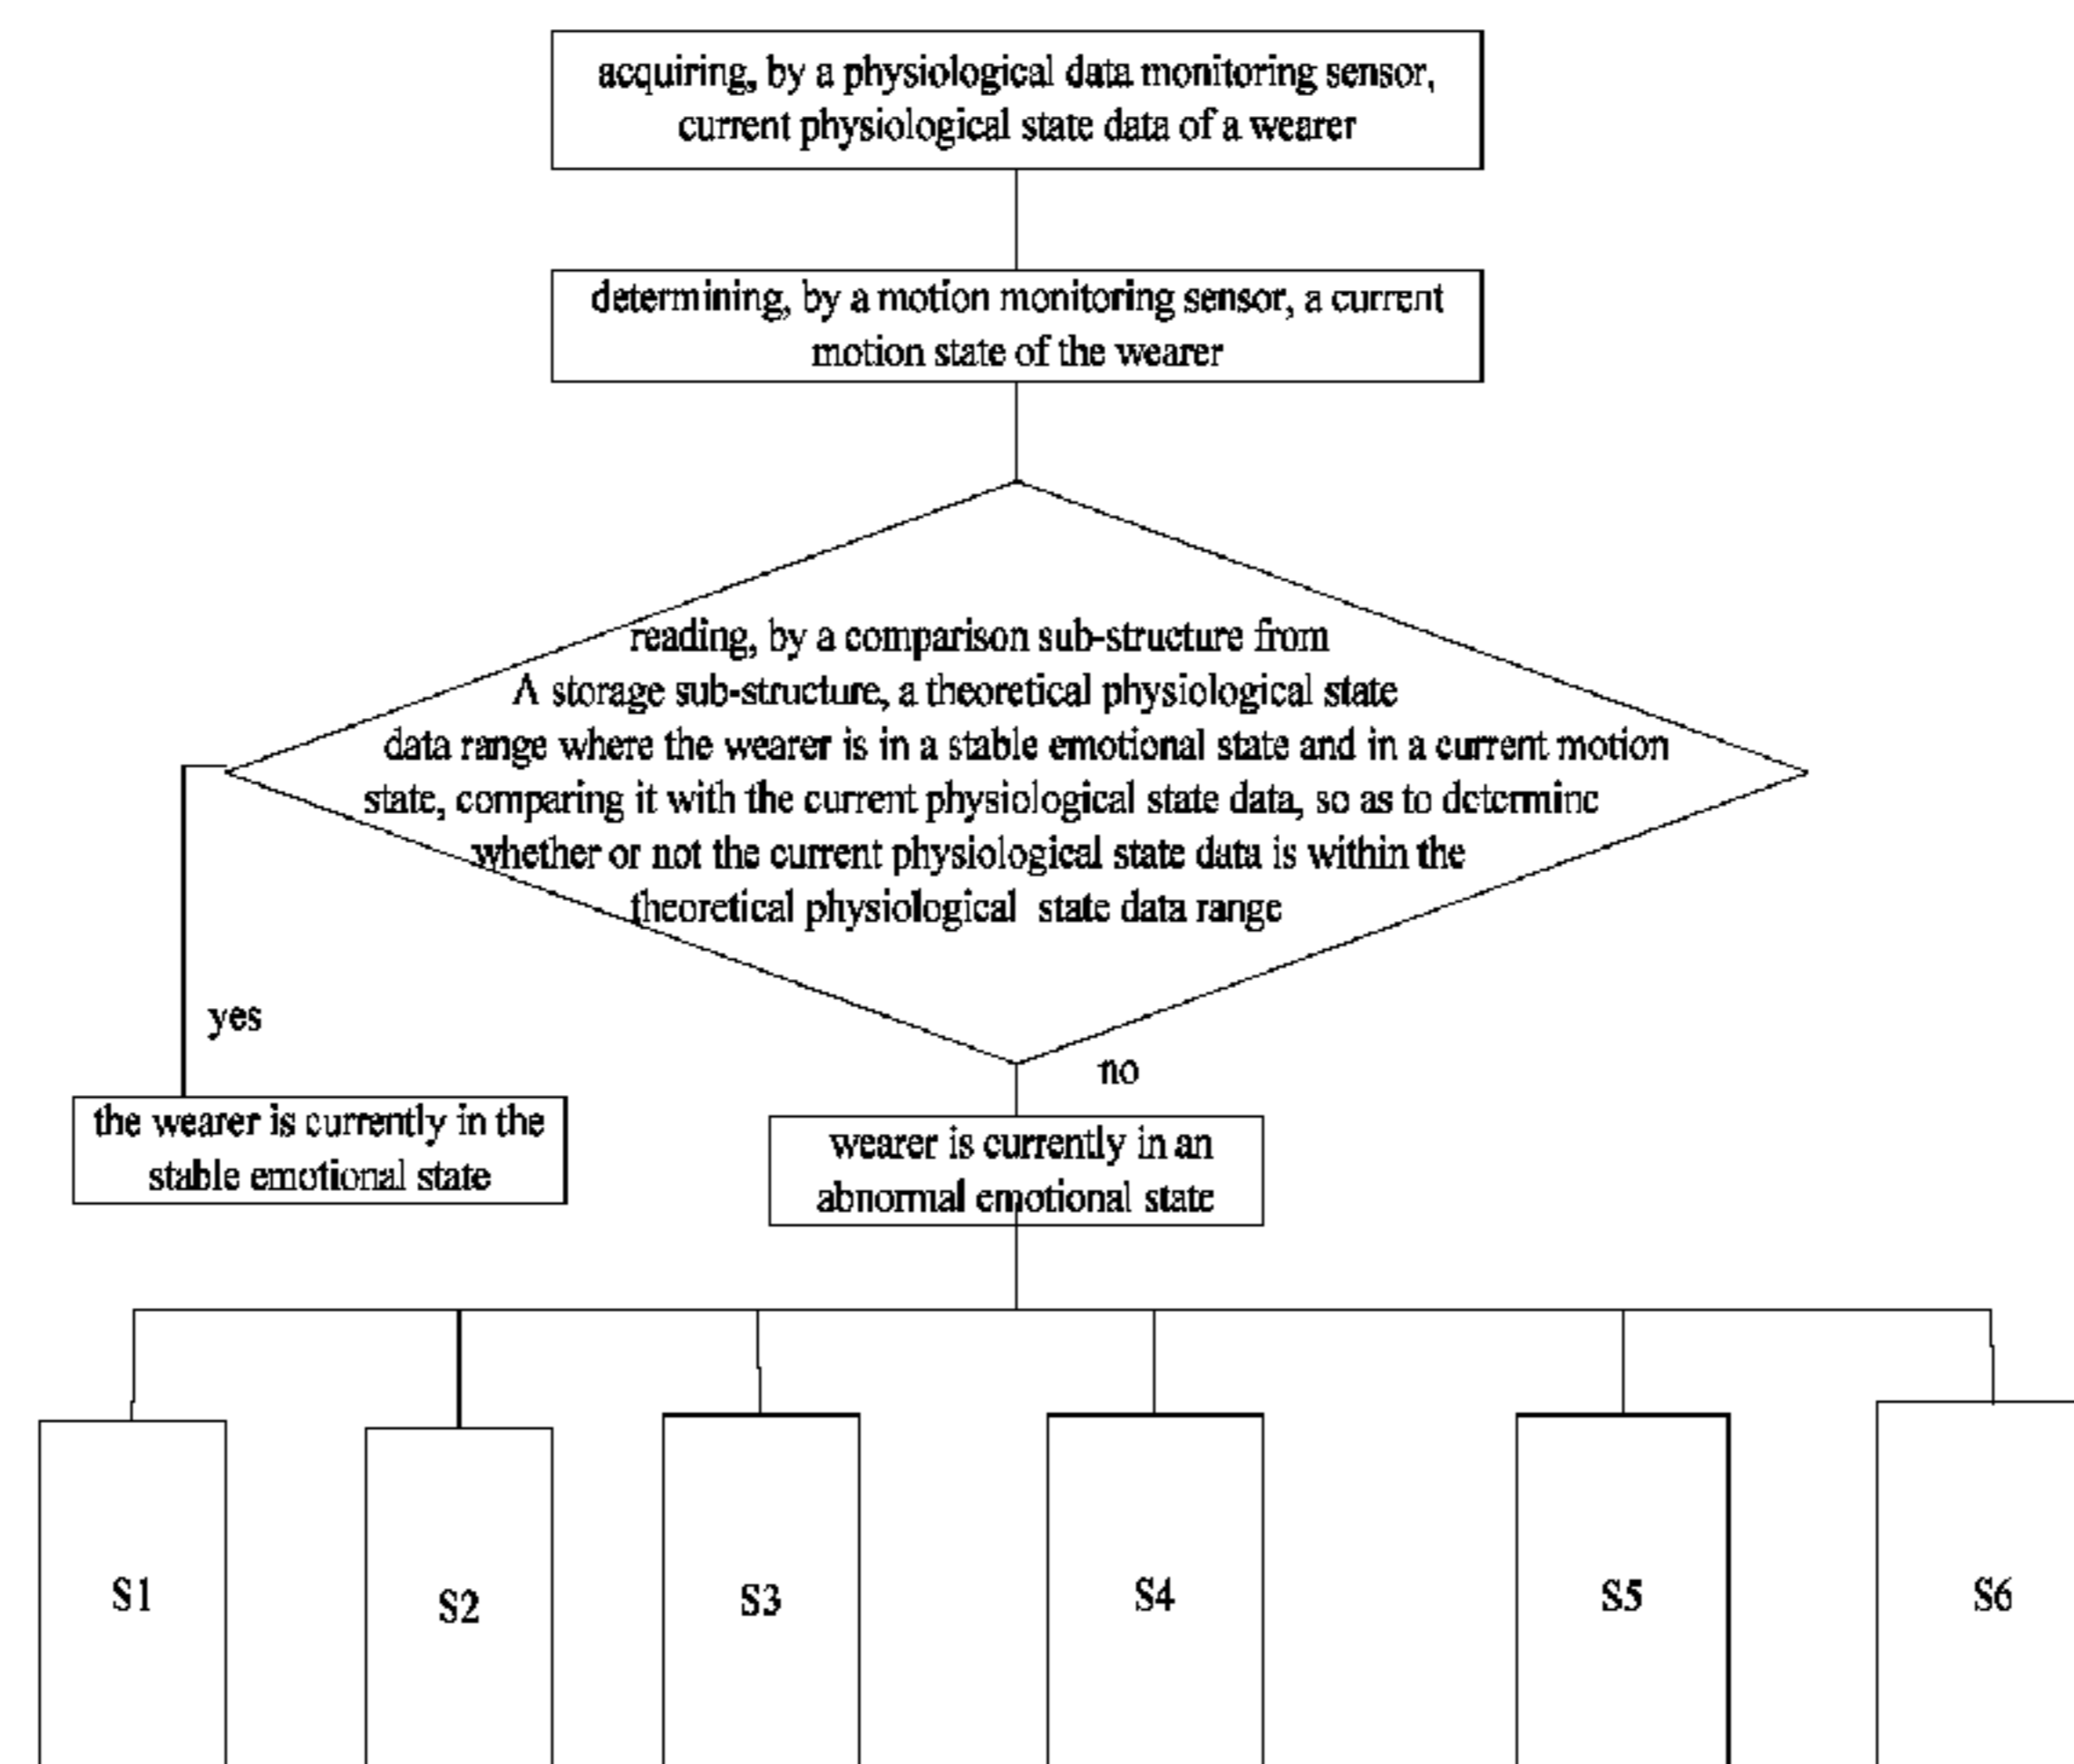 acquiring, by a physiological data monitoring sensor,
current physiological state data of a wearer
determining, by a motion monitoring sensor, a current
motion state of the wearer
reading, by a comparison sub-structure from
A storage sub-structure, a theoretical physiological state
data range where the wearer is in a stable emotional state and in a current motion
state, comparing it with the current physiological state data, so as to determine
whether or not the current physiological state data is within the
theoretical physiological state data range
yes
no
the wearer is currently in the
stable emotional state
wearer is currently in an
abnormal emotional state
S1
S2
S3
S4
S5
S6